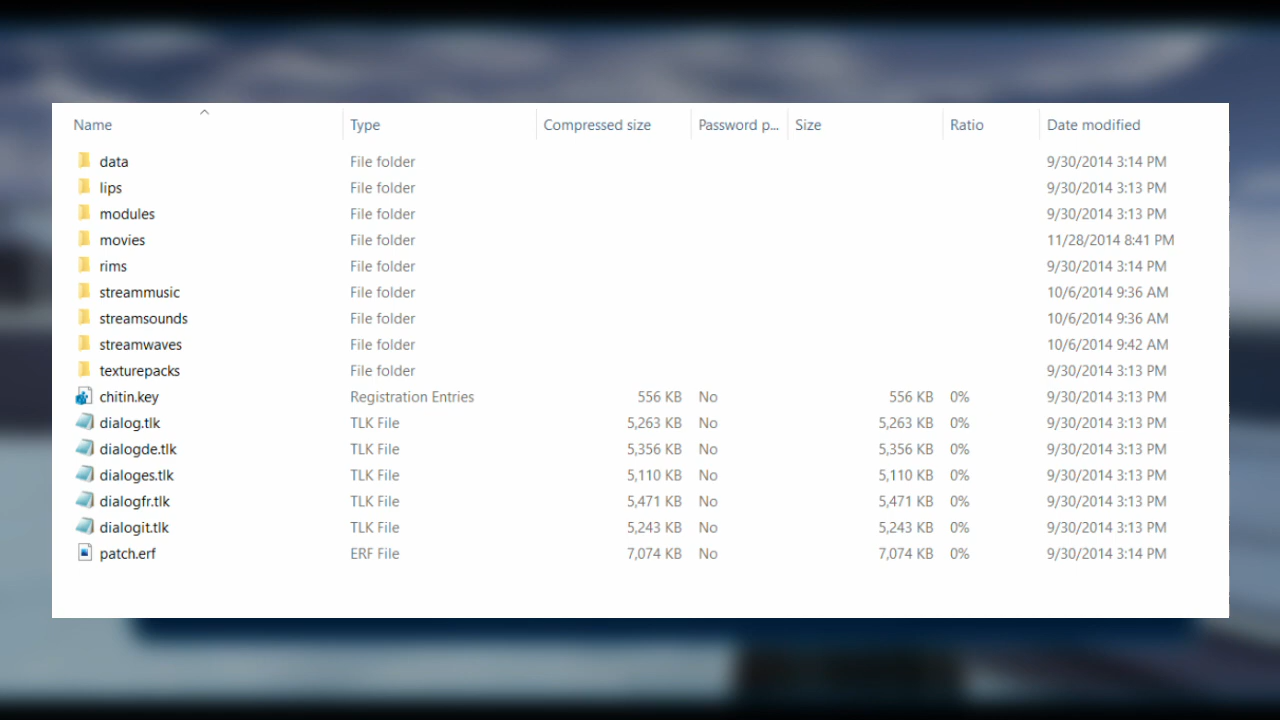 Name Type Compressed size Password p... Size Ratio Date modified
data File folder 9/30/2014 3:14 PM
lips File folder 9/30/2014 3:13 PM
modules File folder 9/30/2014 3:13 PM
movies File folder 11/28/2014 8:41 PM
rims File folder 9/30/2014 3:14 PM
streammusic File folder 10/6/2014 9:36 AM
streamsounds File folder 10/6/2014 9:36 AM
streamwaves File folder 10/6/2014 9:42 AM
texturepacks File folder 9/30/2014 3:13 PM
chitin.key Registration Entries 556 KB No 556 KB 0% 9/30/2014 3:13 PM
dialog.tlk TLK File 5,263 KB No 5,263 KB 0% 9/30/2014 3:13 PM
dialogde.tlk TLK File 5,356 KB No 5,356 KB 0% 9/30/2014 3:13 PM
dialoges.tlk TLK File 5,110 KB No 5,110 KB 0% 9/30/2014 3:13 PM
dialogfr.tlk TLK File 5,471 KB No 5,471 KB 0% 9/30/2014 3:13 PM
dialogit.tlk TLK File 5,243 KB No 5,243 KB 0% 9/30/2014 3:13 PM
patch.erf ERF File 7,074 KB No 7,074 KB 0% 9/30/2014 3:14 PM